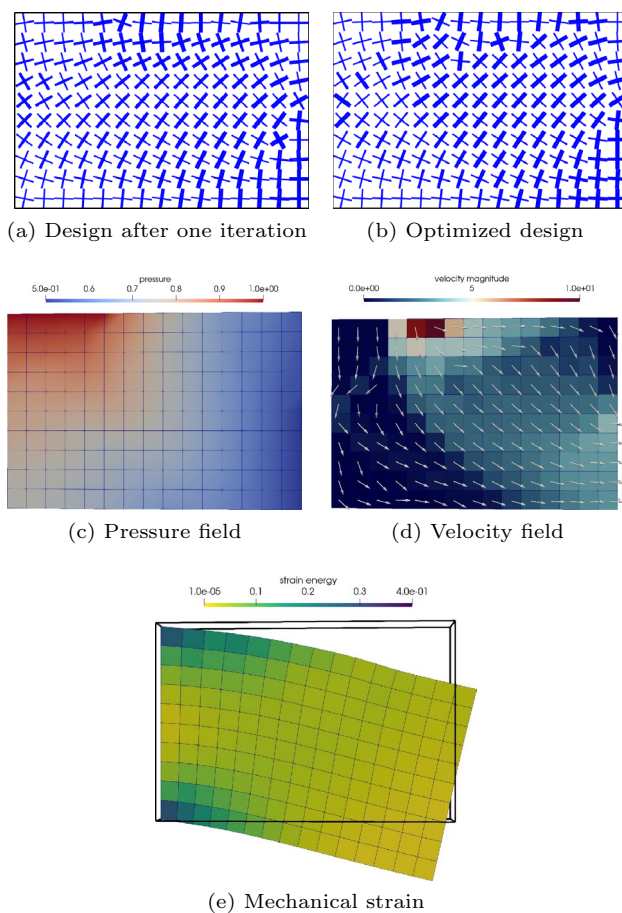 (a) Design after one iteration
(b) Optimized design
pressure
5.0e-01 0.6 0.7 0.8 0.9 1.0e+00
velocity magnitude
0.0e+00 5 1.0e+01
(c) Pressure field
(d) Velocity field
strain energy
1.0e-05 0.1 0.2 0.3 4.0e-01
(e) Mechanical strain